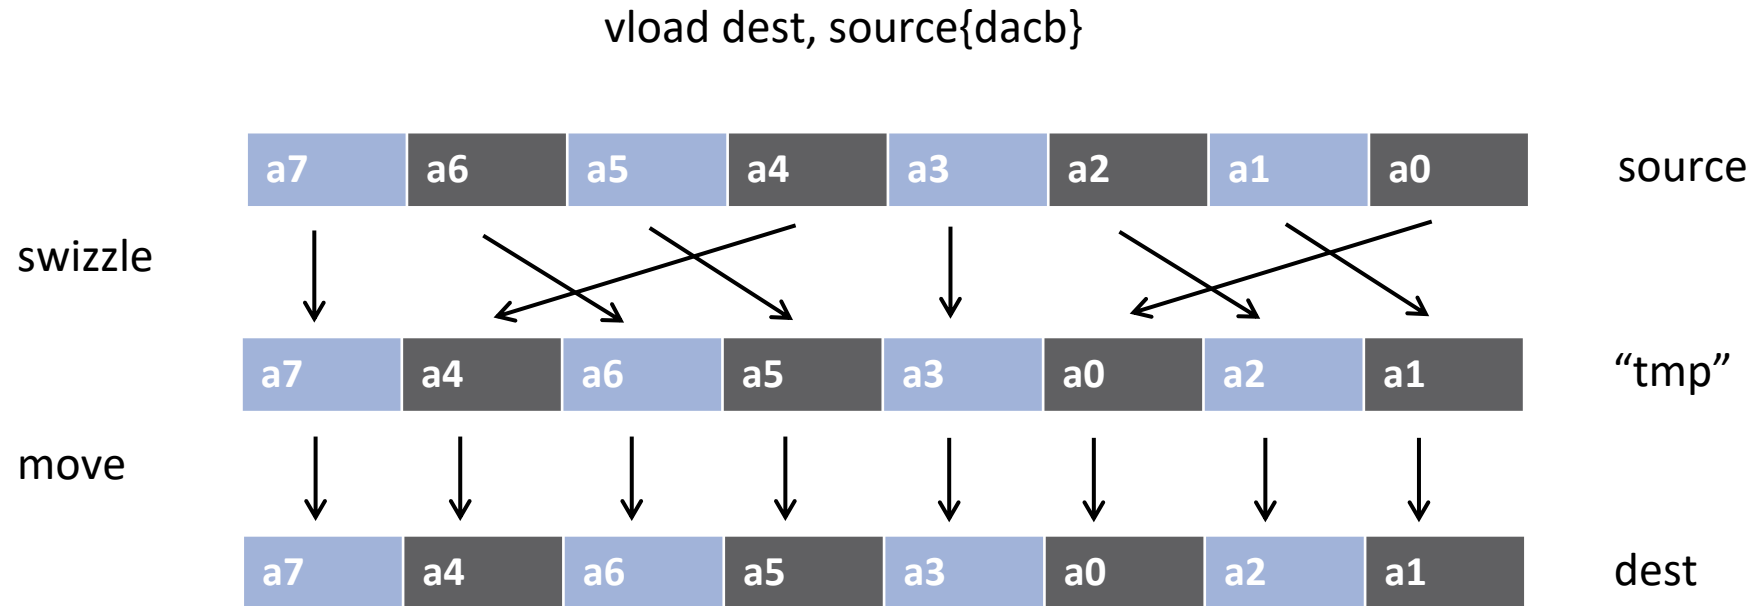 vload dest, source{dacb}
a7 a6 a5 a4 a3 a2 a1 a0 source
swizzle
a7 a4 a6 a5 a3 a0 a2 a1 “tmp”
move
a7 a4 a6 a5 a3 a0 a2 a1 dest